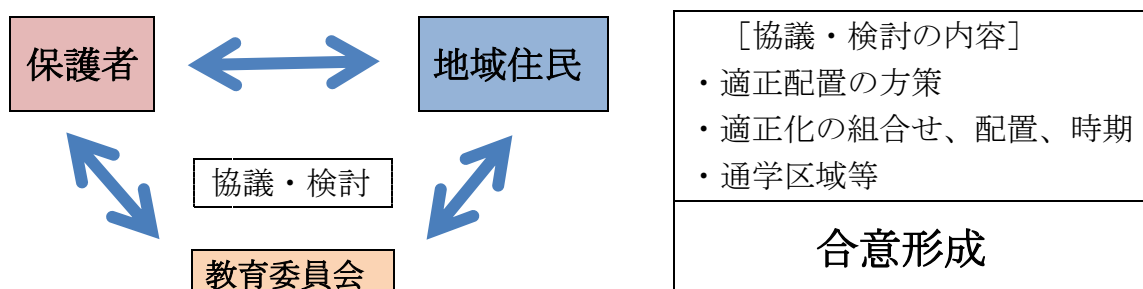 保護者
地域住民
協議・検討
教育委員会
［協議・検討の内容］
・適正配置の方策
・適正化の組合せ、配置、時期
・通学区域等
合意形成